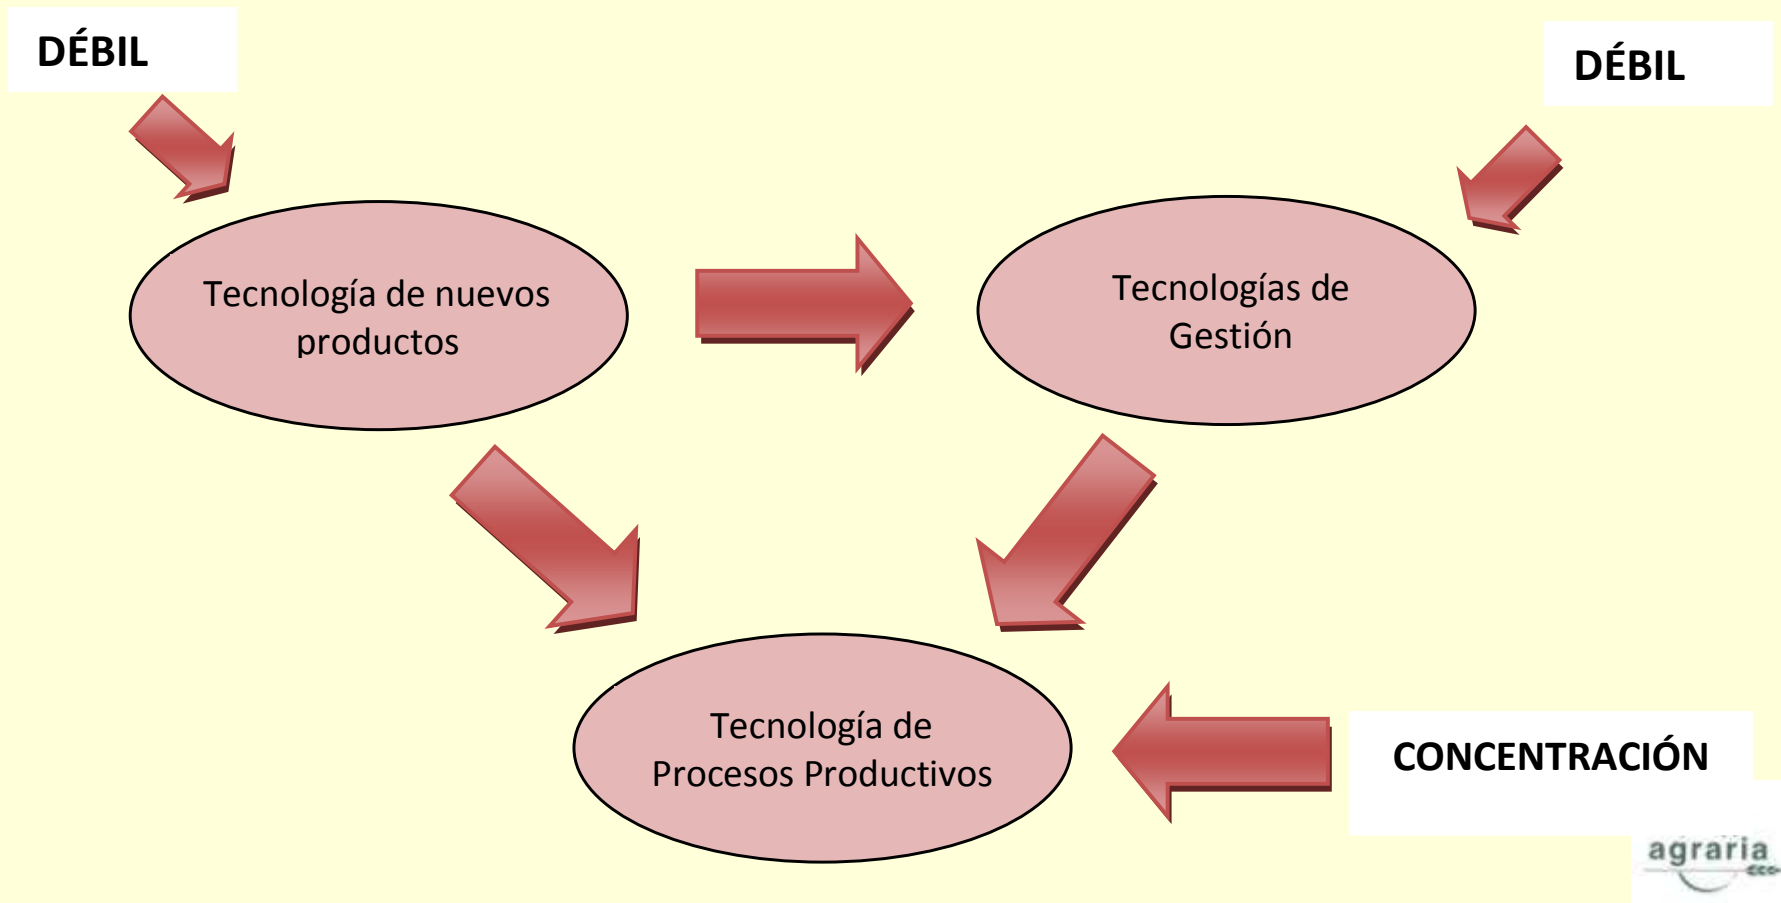 DÉBIL
DÉBIL
Tecnología de nuevos
productos
Tecnologías de
Gestión
Tecnología de
Procesos Productivos
CONCENTRACIÓN
agraria